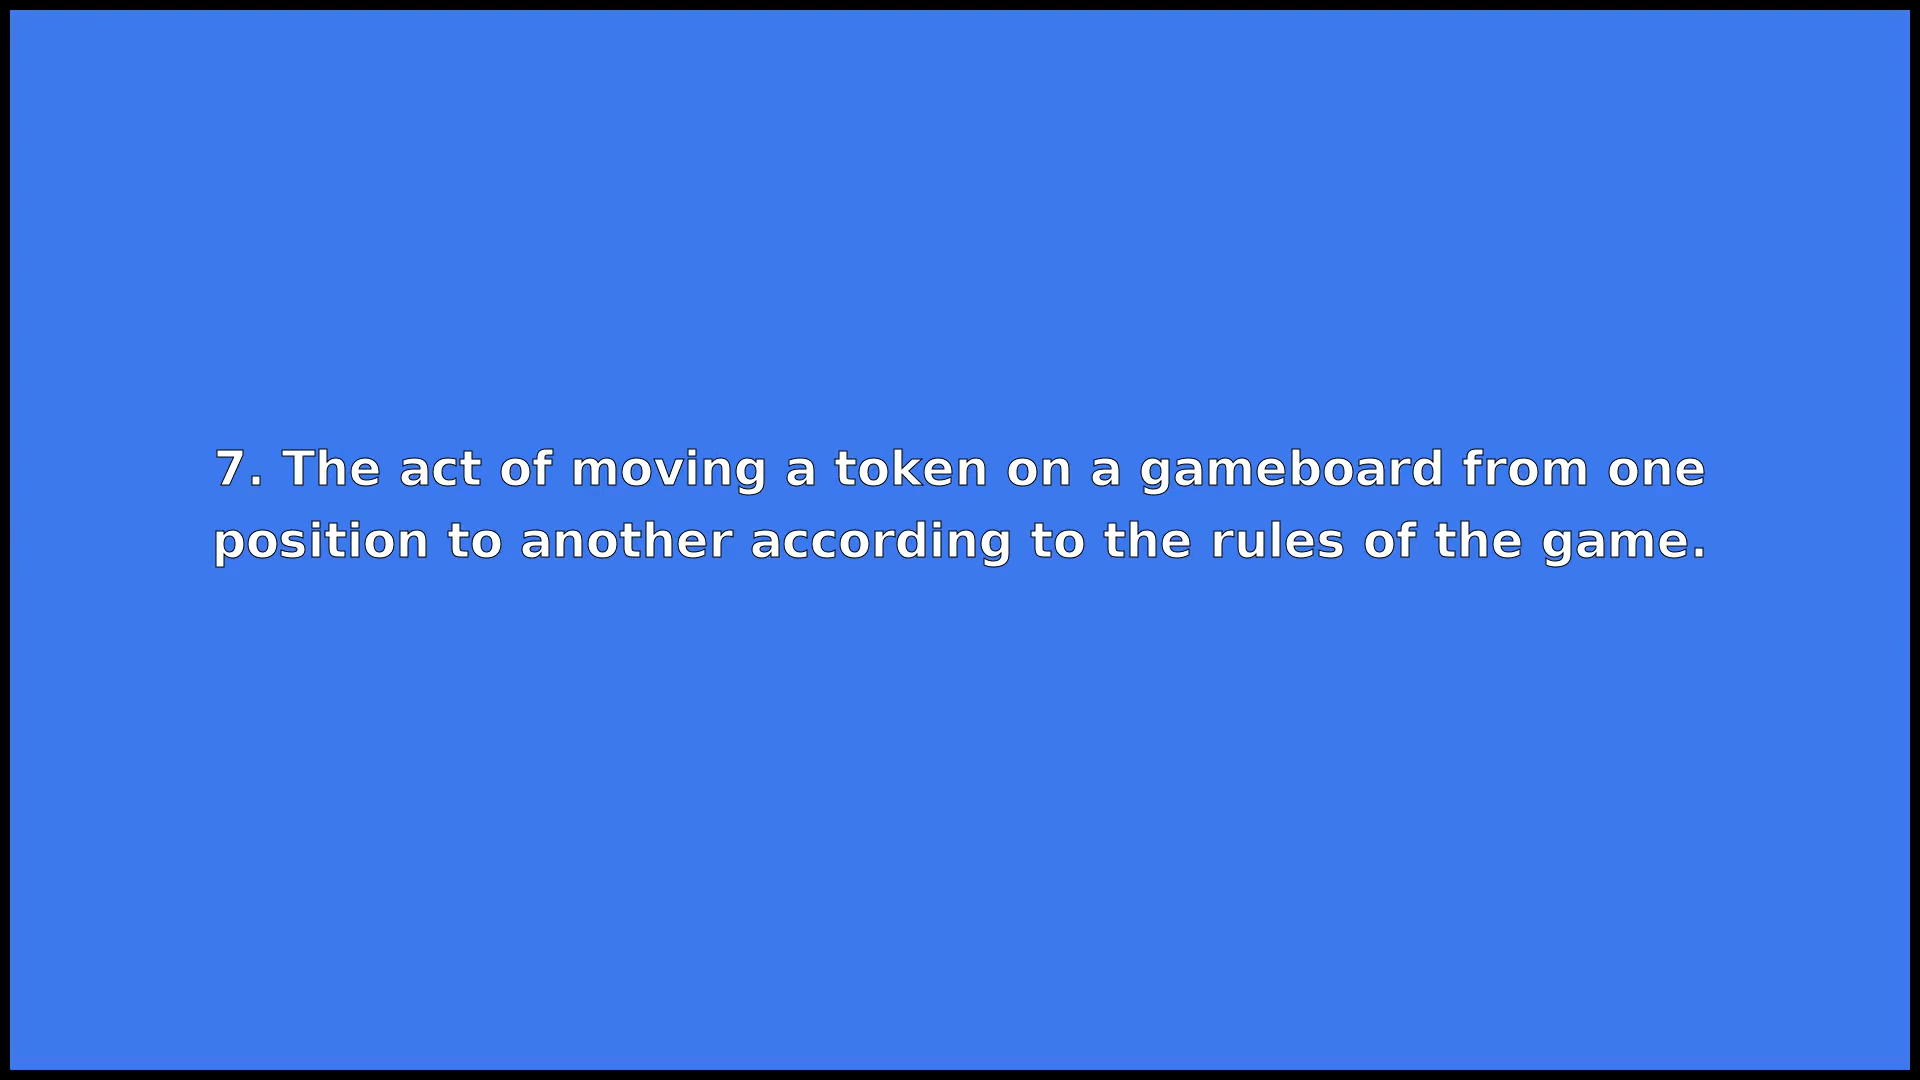 7. The act of moving a token on a gameboard from one
position to another according to the rules of the game.